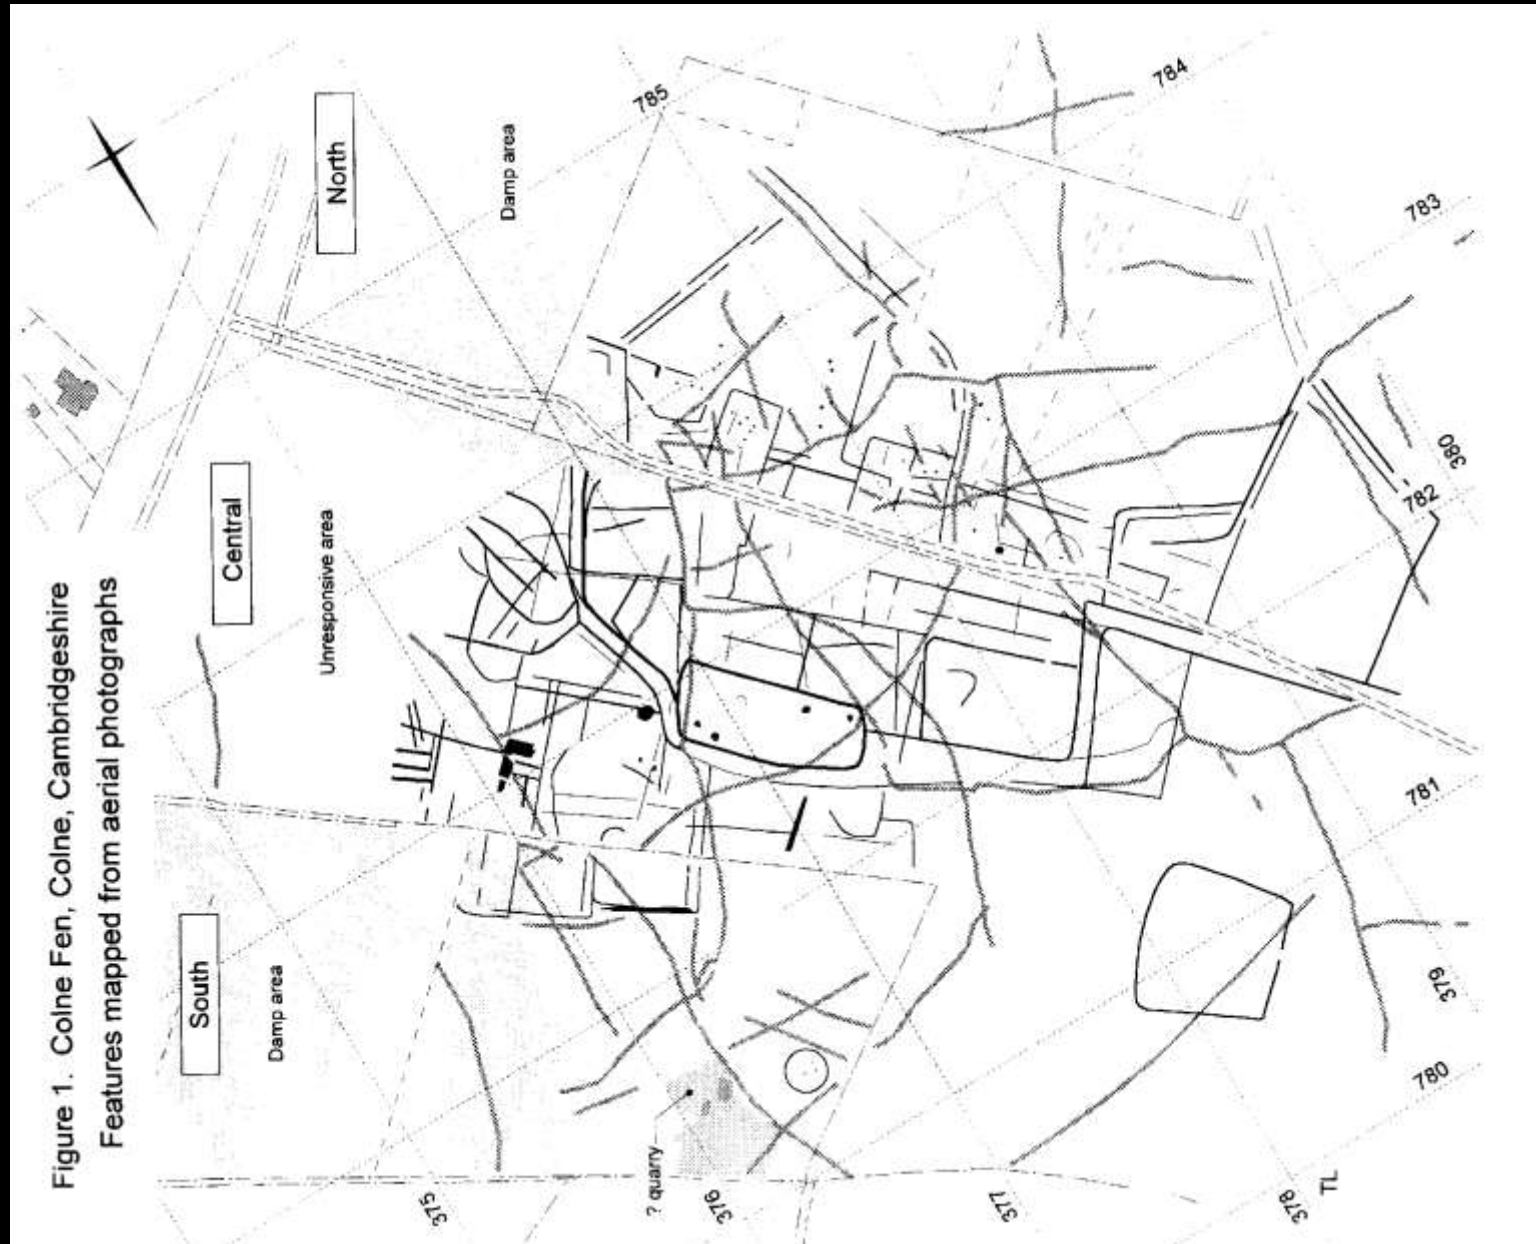 Figure 1. Colne Fen, Colne, Cambridgeshire
Features mapped from aerial photographs
South
Central
North
Damp area
Unresponsive area
Damp area
? quarry
375
376
377
378
TL
379
380
780
781
782
783
784
785